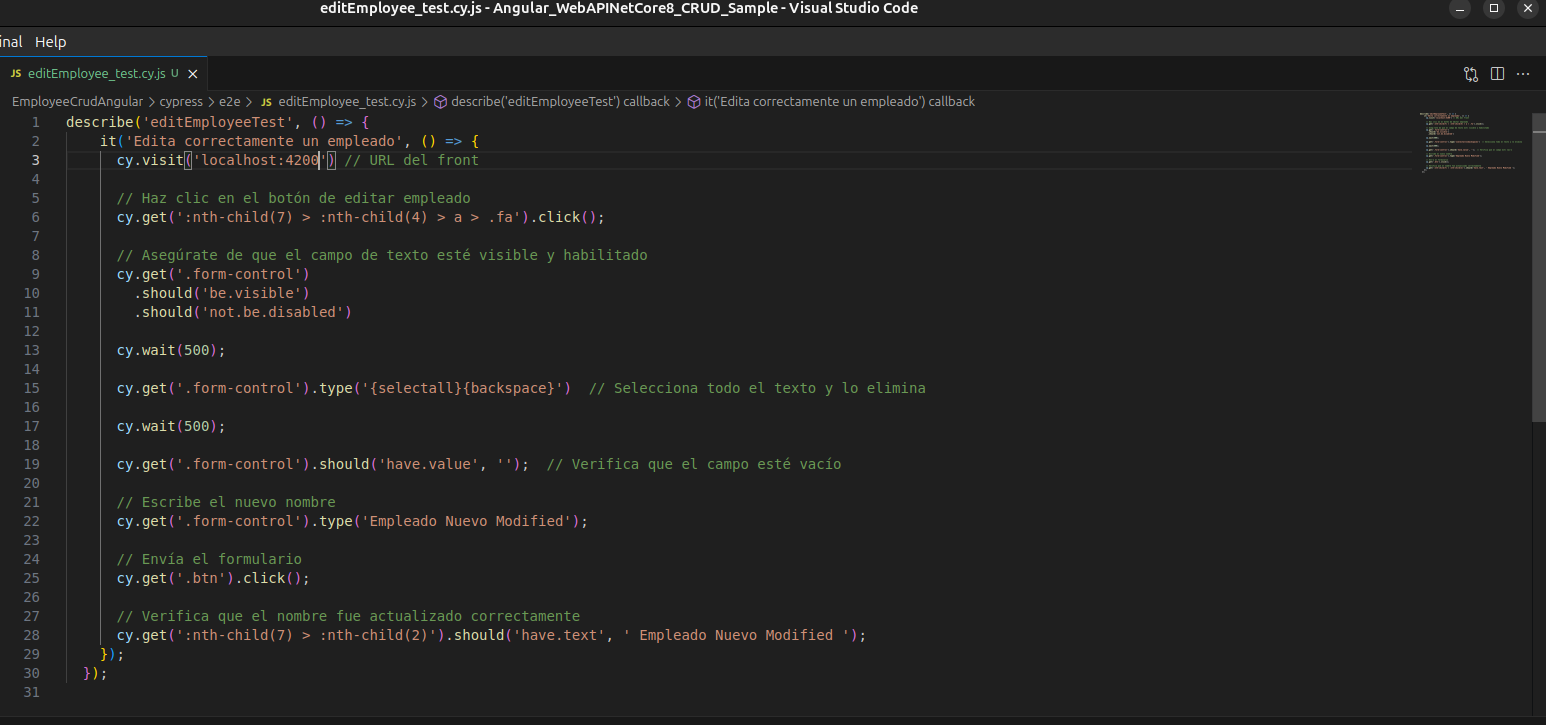 editEmployee_test.cy.js - Angular_WebAPINetCore8_CRUD_Sample - Visual Studio Code
inal Help
JS editEmployee_test.cy.js U
EmployeeCrudAngular > cypress > e2e > JS editEmployee_test.cy.js > describe('editEmployeeTest') callback > it('Edita correctamente un empleado') callback
1 describe('editEmployeeTest', () => {
2 it('Edita correctamente un empleado', () => {
3 cy.visit('localhost:4200') // URL del front
4
5 // Haz clic en el botón de editar empleado
6 cy.get(':nth-child(7) > :nth-child(4) > a > .fa').click();
7
8 // Asegúrate de que el campo de texto esté visible y habilitado
9 cy.get('.form-control')
10 .should('be.visible')
11 .should('not.be.disabled')
12
13 cy.wait(500);
14
15 cy.get('.form-control').type('{selectall}{backspace}') // Selecciona todo el texto y lo elimina
16
17 cy.wait(500);
18
19 cy.get('.form-control').should('have.value', ''); // Verifica que el campo esté vacío
20
21 // Escribe el nuevo nombre
22 cy.get('.form-control').type('Empleado Nuevo Modified');
23
24 // Envía el formulario
25 cy.get('.btn').click();
26
27 // Verifica que el nombre fue actualizado correctamente
28 cy.get(':nth-child(7) > :nth-child(2)').should('have.text', ' Empleado Nuevo Modified ');
29 });
30 });
31